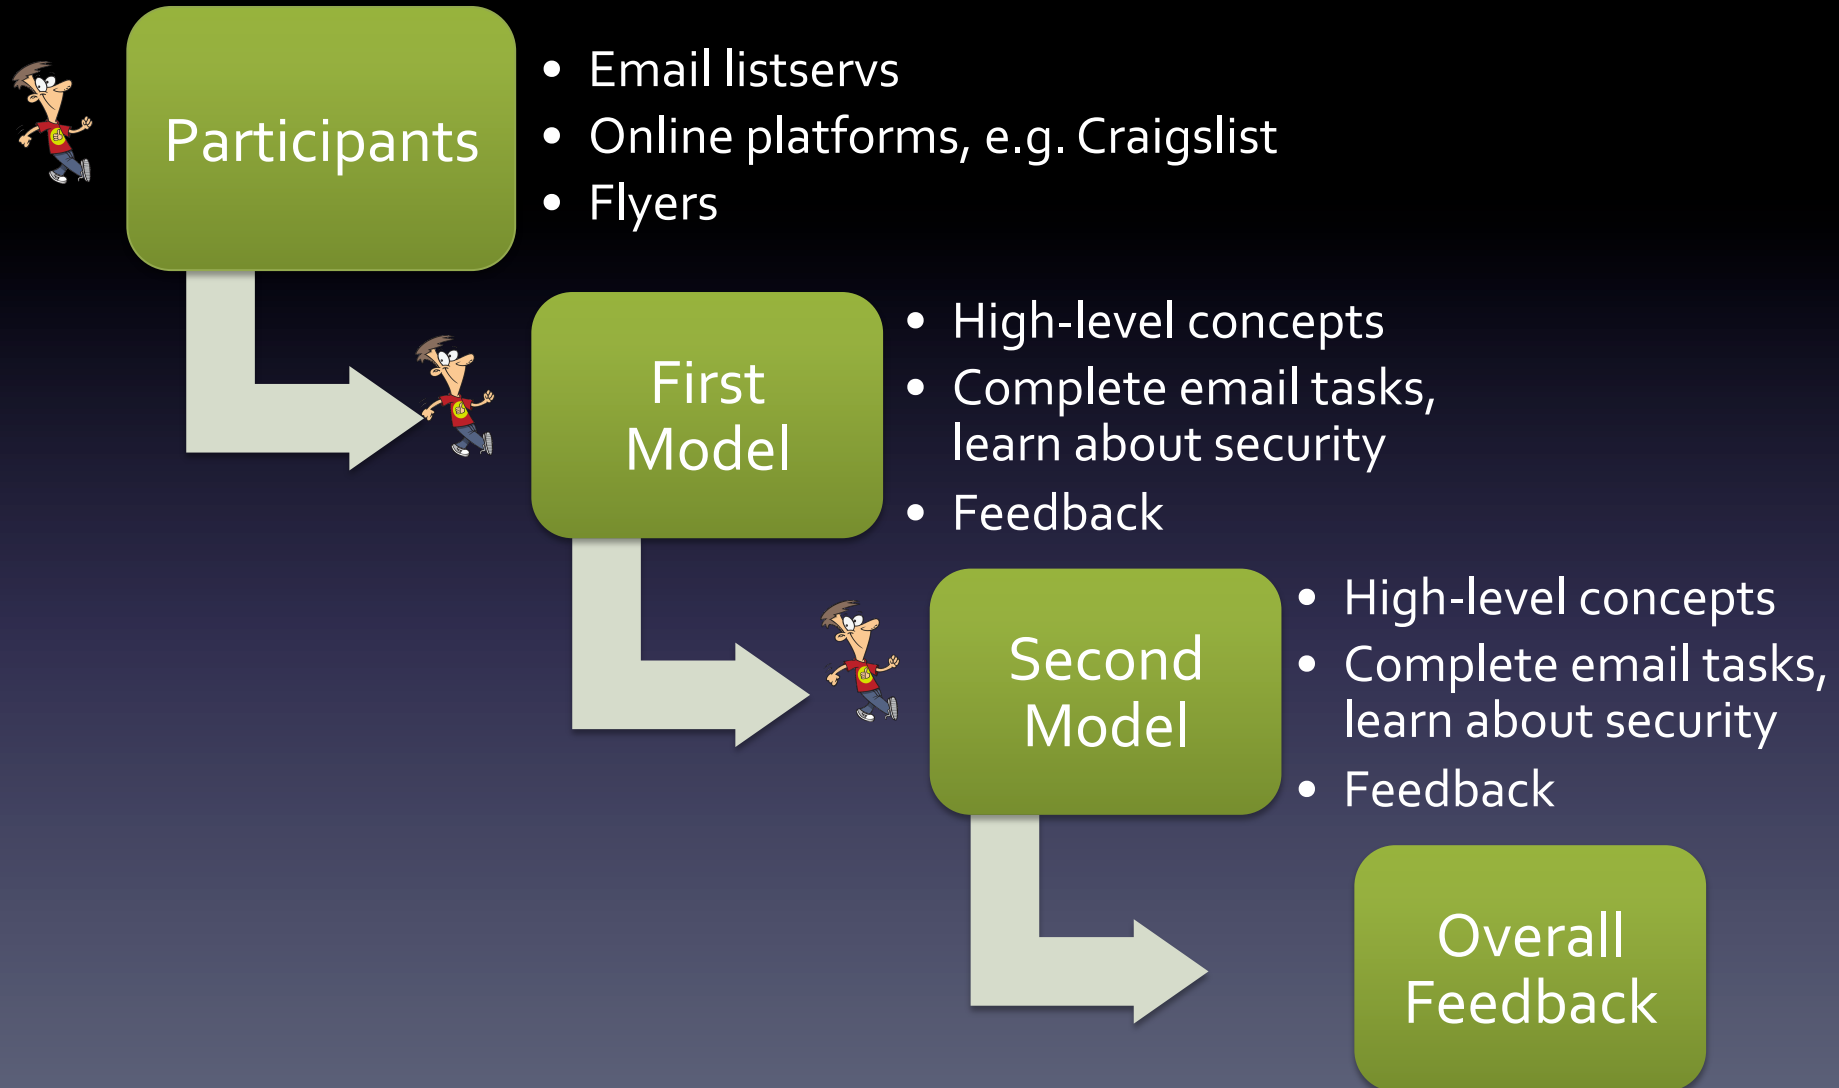 Participants
• Email listservs
• Online platforms, e.g. Craigslist
• Flyers
First
Model
• High-level concepts
• Complete email tasks,
learn about security
• Feedback
Second
Model
• High-level concepts
• Complete email tasks,
learn about security
• Feedback
Overall
Feedback